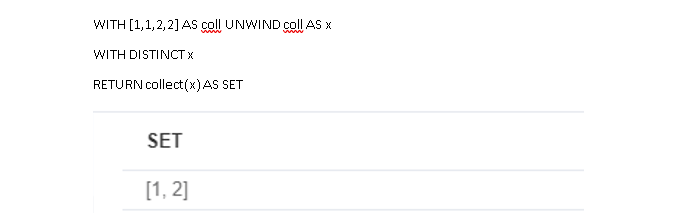 WITH [1,1,2,2] AS coll UNWIND coll AS x
WITH DISTINCT x
RETURN collect(x) AS SET
SET
[1, 2]